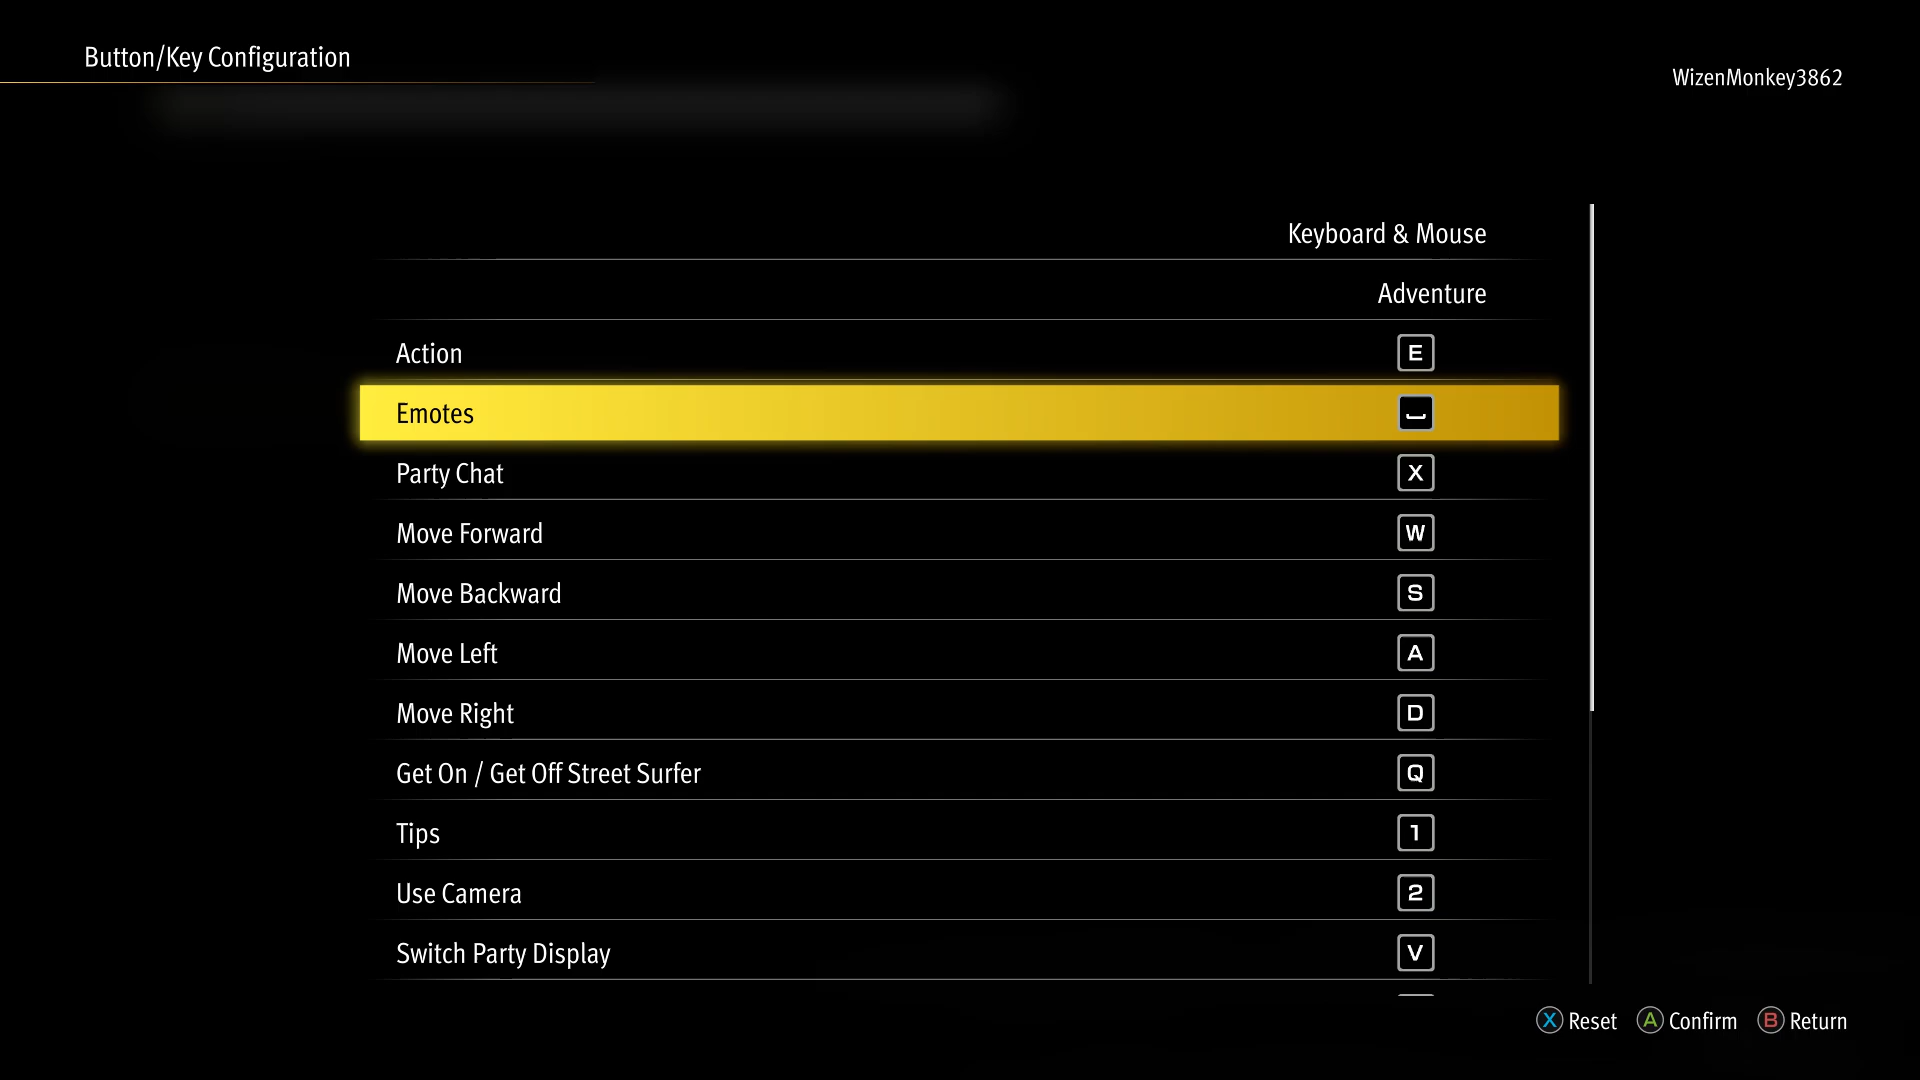 Button/Key Configuration
WizenMonkey3862
Keyboard & Mouse
Adventure
Action E
Emotes
Party Chat X
Move Forward W
Move Backward S
Move Left A
Move Right D
Get On / Get Off Street Surfer Q
Tips 1
Use Camera 2
Switch Party Display V
X Reset A Confirm B Return